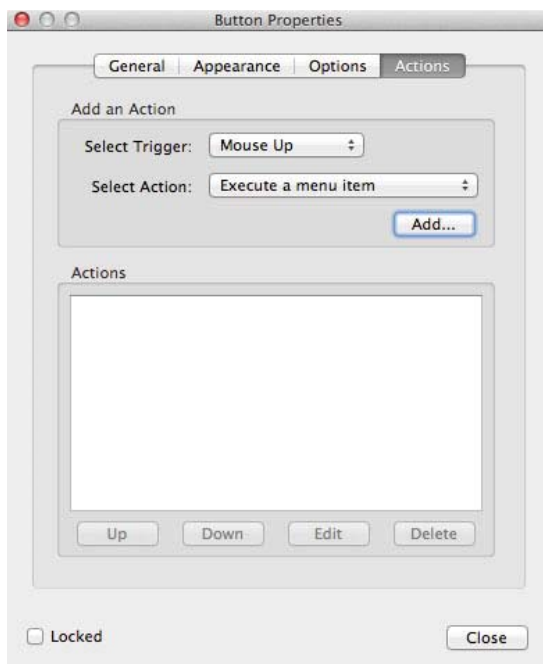 Button Properties
General Appearance Options Actions
Add an Action
Select Trigger: Mouse Up
Select Action: Execute a menu item
Add...
Actions
Up Down Edit Delete
Locked Close